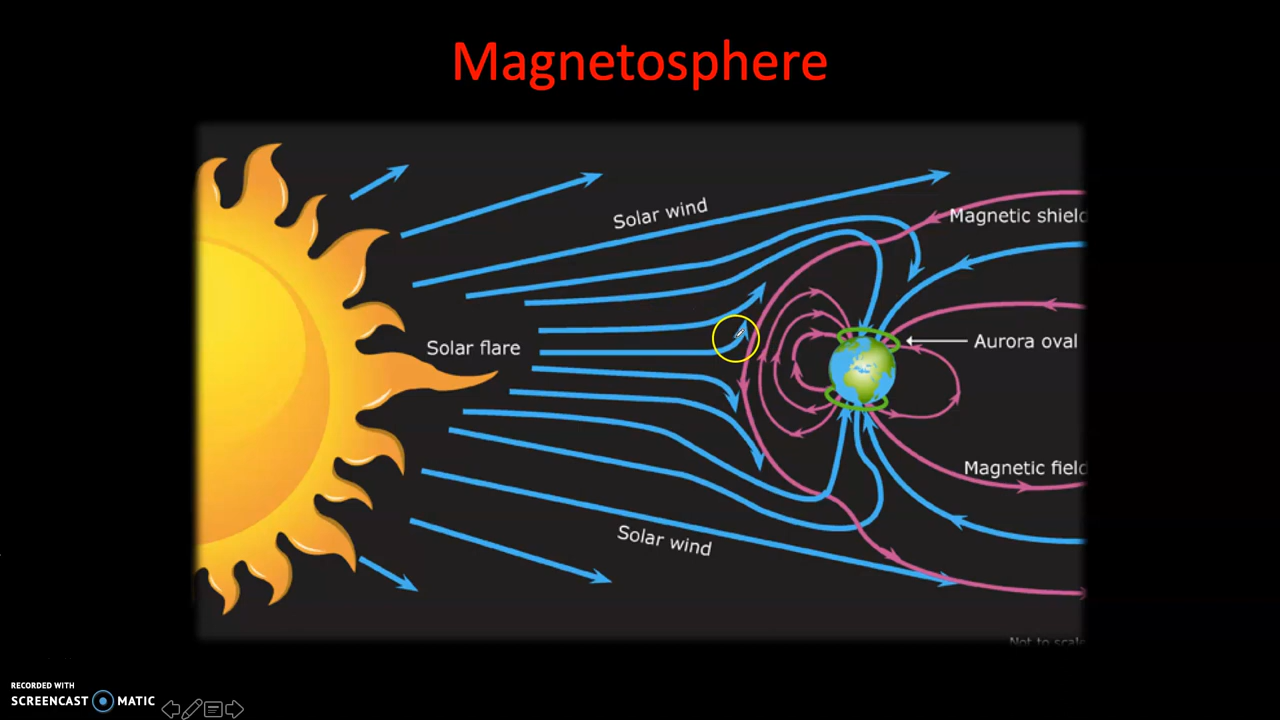 Magnetosphere
Solar wind
Magnetic shield
Solar flare
Aurora oval
Magnetic field
Solar wind
Not to scale
RECORDED WITH
SCREENCAST MATIC